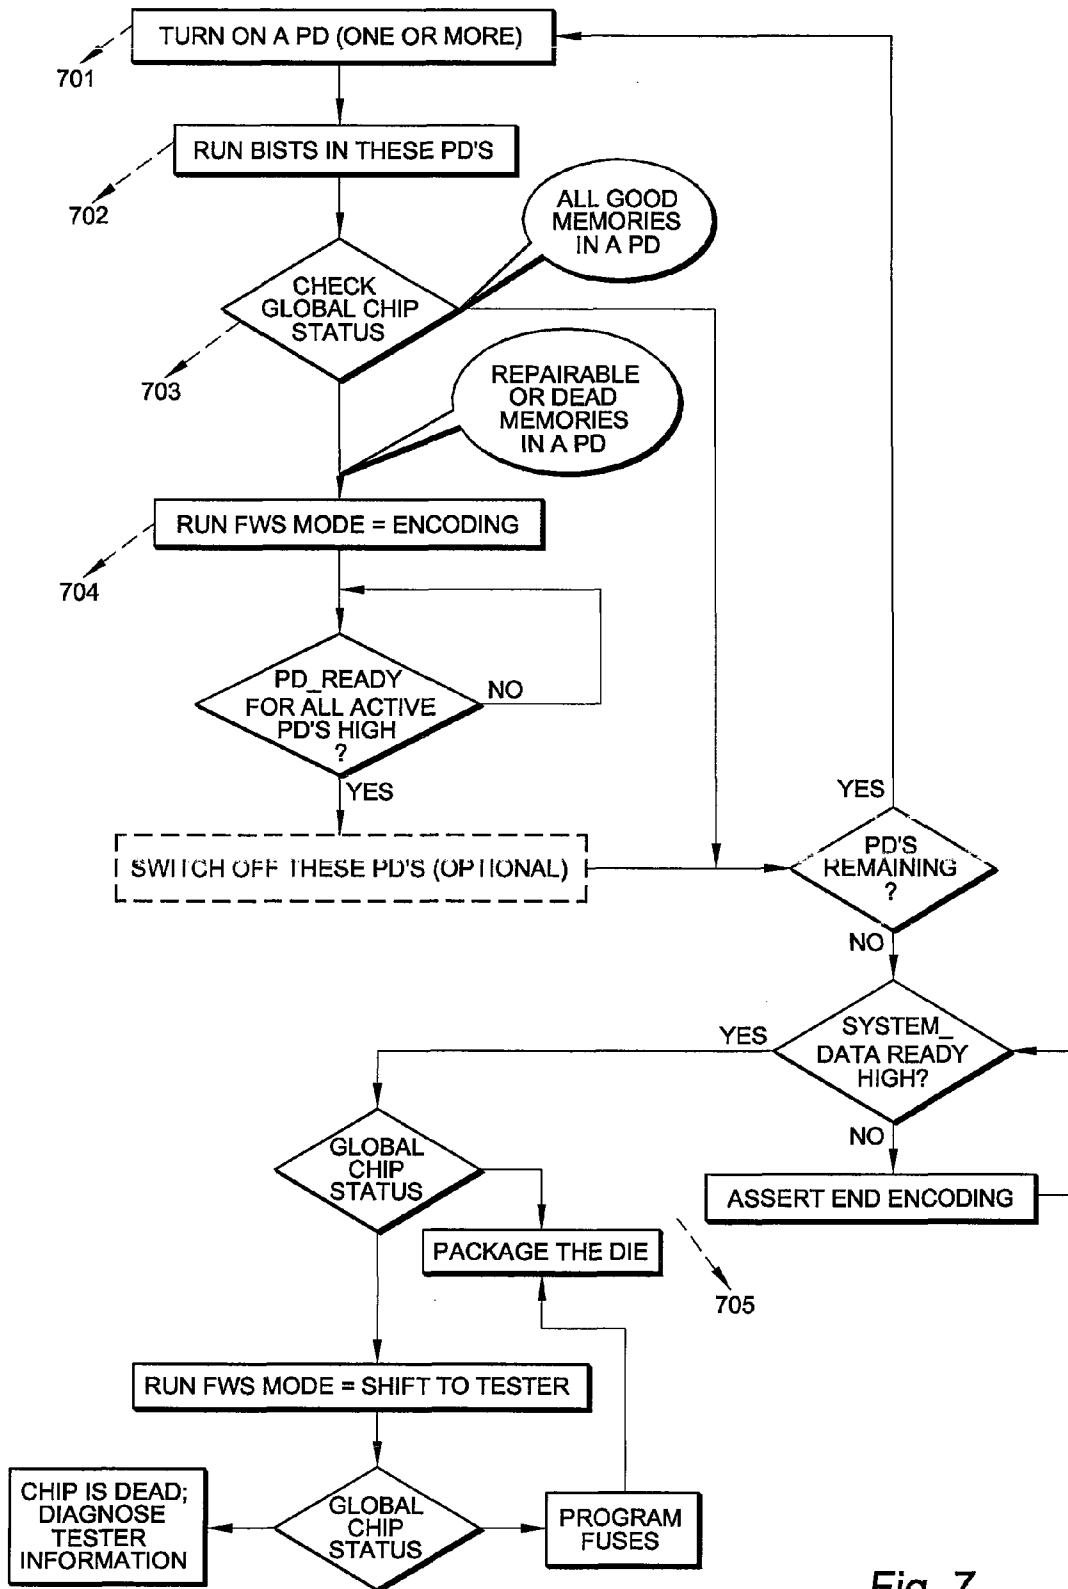 TURN ON A PD (ONE OR MORE)
701
RUN BISTS IN THESE PD'S
702
ALL GOOD
MEMORIES
IN A PD
CHECK
GLOBAL CHIP
STATUS
703
REPAIRABLE
OR DEAD
MEMORIES
IN A PD
RUN FWS MODE = ENCODING
704
PD_READY
FOR ALL ACTIVE
PD'S HIGH
?
NO
YES
SWITCH OFF THESE PD'S (OPTIONAL)
YES
PD'S
REMAINING
?
NO
SYSTEM_
DATA READY
HIGH?
YES
NO
ASSERT END ENCODING
GLOBAL
CHIP
STATUS
PACKAGE THE DIE
705
RUN FWS MODE = SHIFT TO TESTER
CHIP IS DEAD;
DIAGNOSE
TESTER
INFORMATION
GLOBAL
CHIP
STATUS
PROGRAM
FUSES
Fig. 7